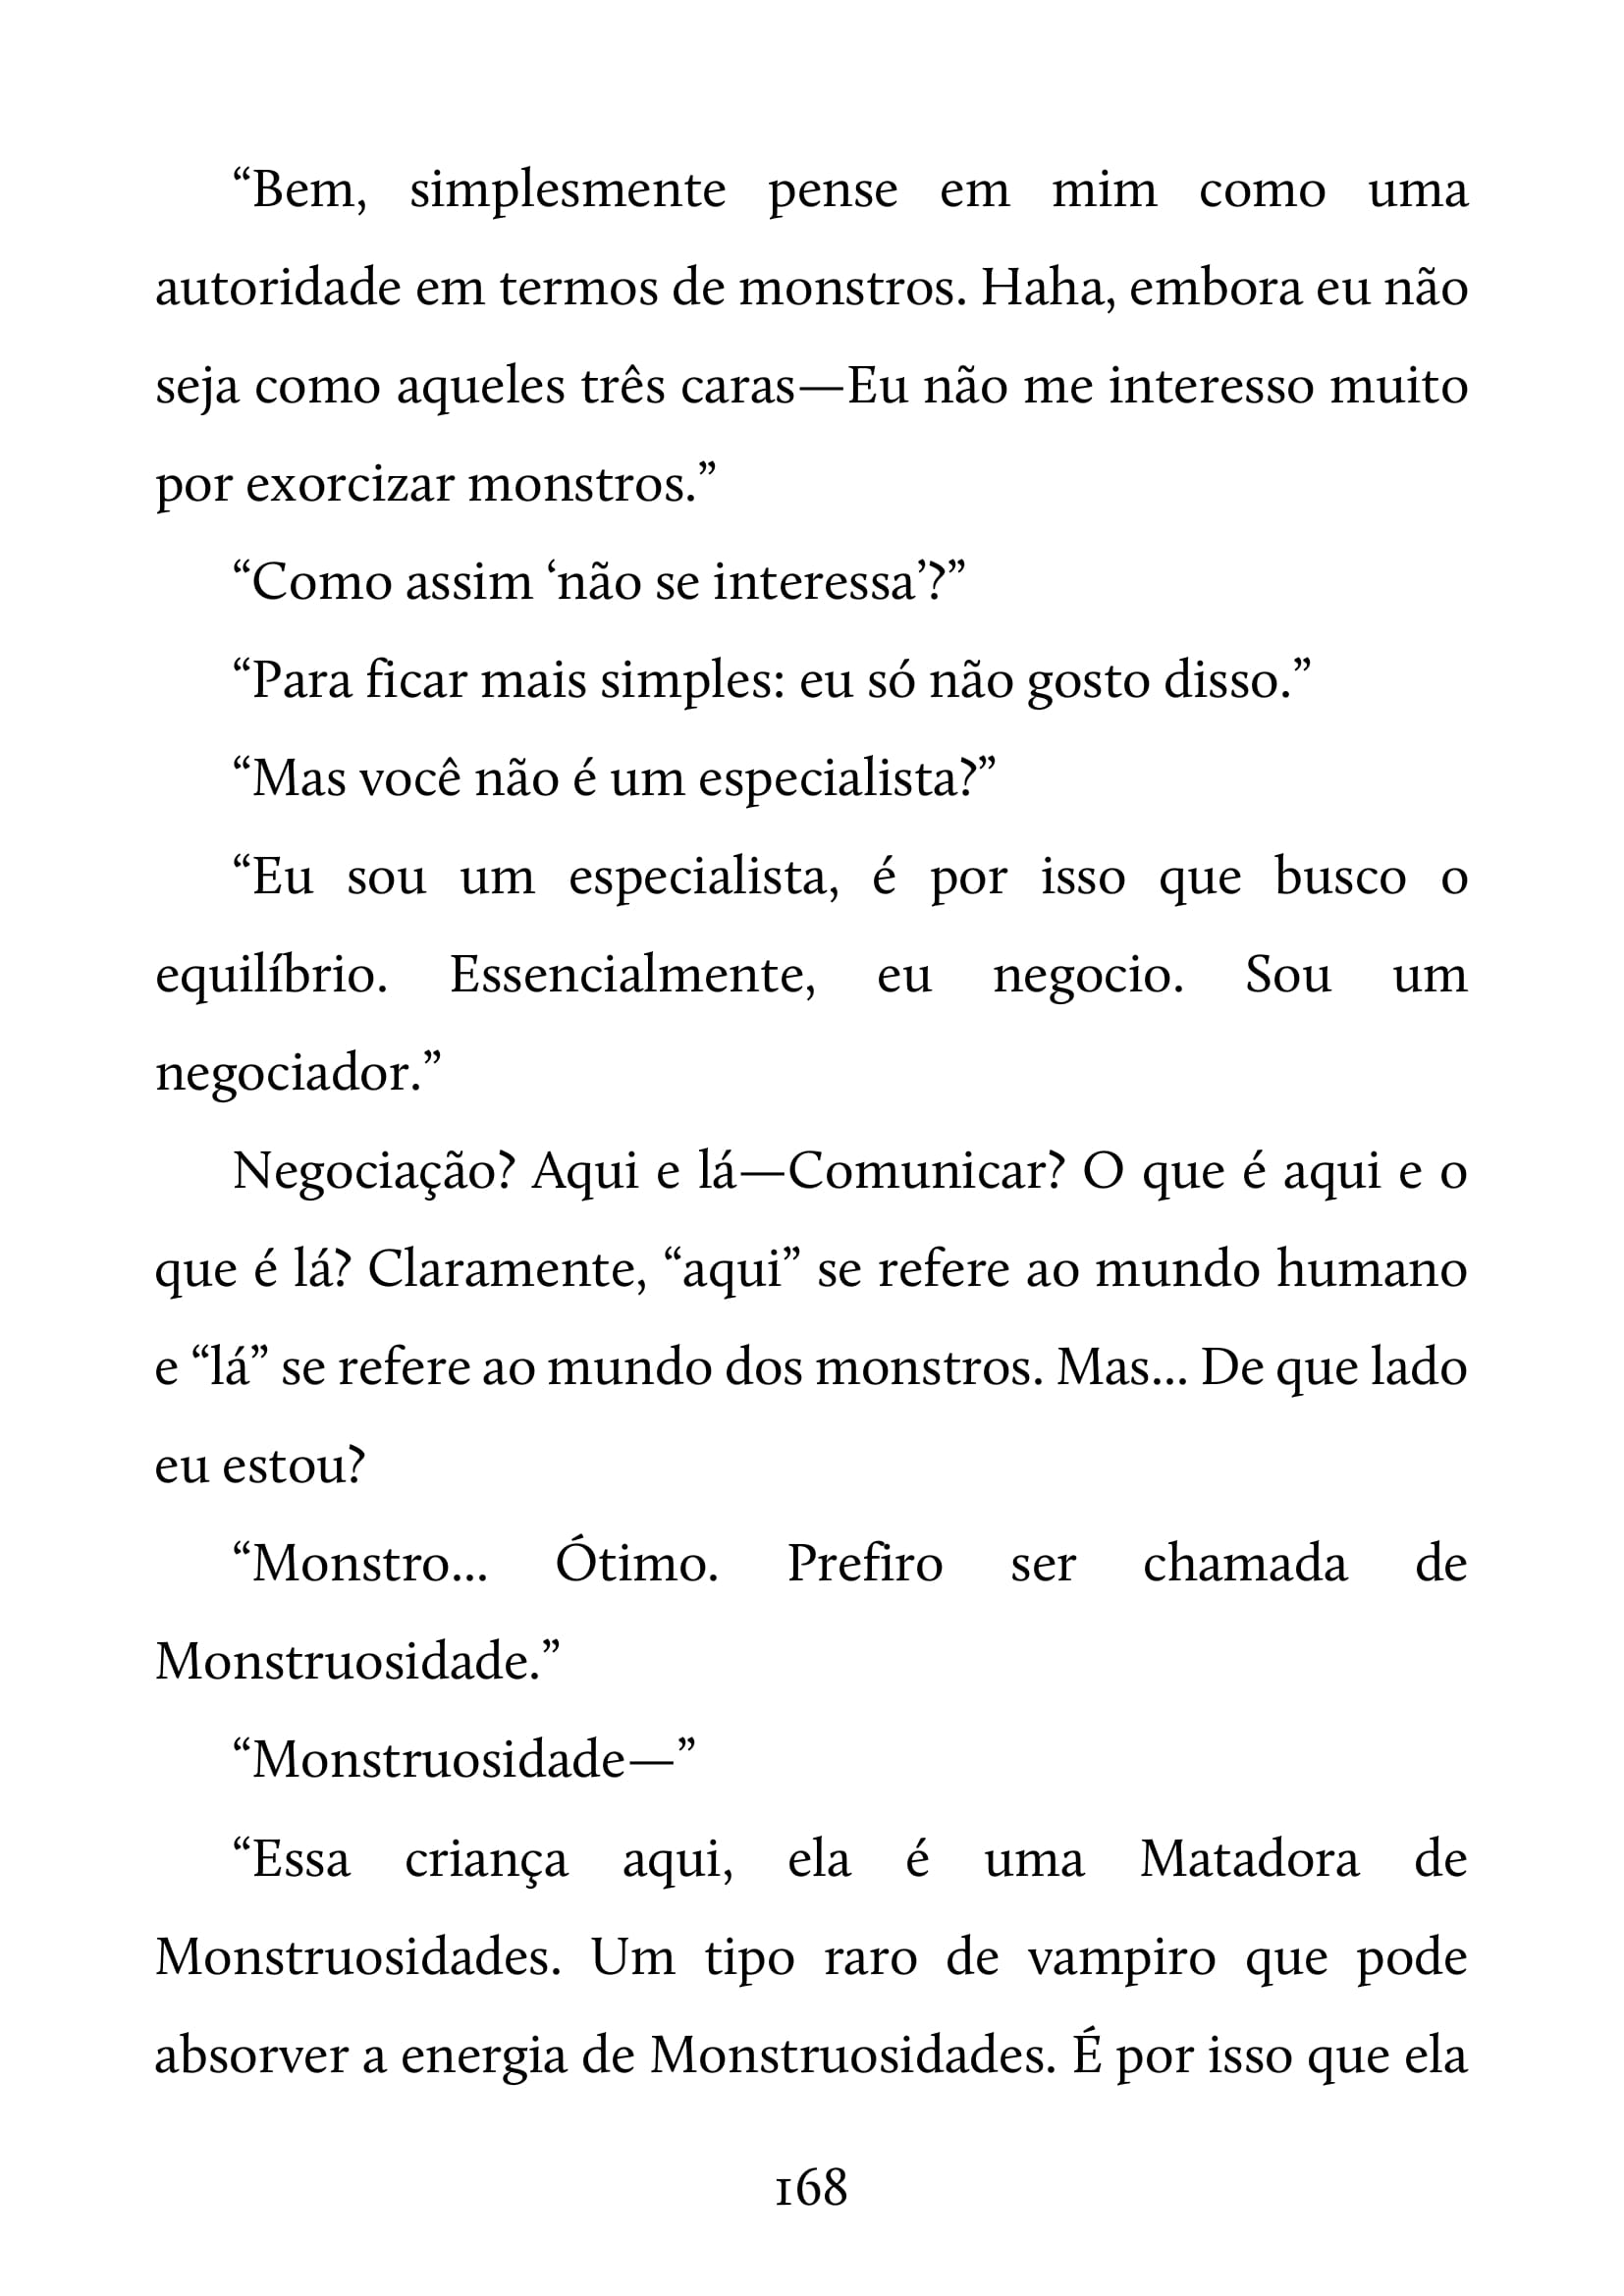 “Bem, simplesmente pense em mim como uma
autoridade em termos de monstros. Haha, embora eu não
seja como aqueles três caras—Eu não me interesso muito
por exorcizar monstros.”
“Como assim ‘não se interessa’?”
“Para ficar mais simples: eu só não gosto disso.”
“Mas você não é um especialista?”
“Eu sou um especialista, é por isso que busco o
equilíbrio. Essencialmente, eu negocio. Sou um
negociador.”
Negociação? Aqui e lá—Comunicar? O que é aqui e o
que é lá? Claramente, “aqui” se refere ao mundo humano
e “lá” se refere ao mundo dos monstros. Mas... De que lado
eu estou?
“Monstro... Ótimo. Prefiro ser chamada de
Monstruosidade.”
“Monstruosidade—”
“Essa criança aqui, ela é uma Matadora de
Monstruosidades. Um tipo raro de vampiro que pode
absorver a energia de Monstruosidades. É por isso que ela
168